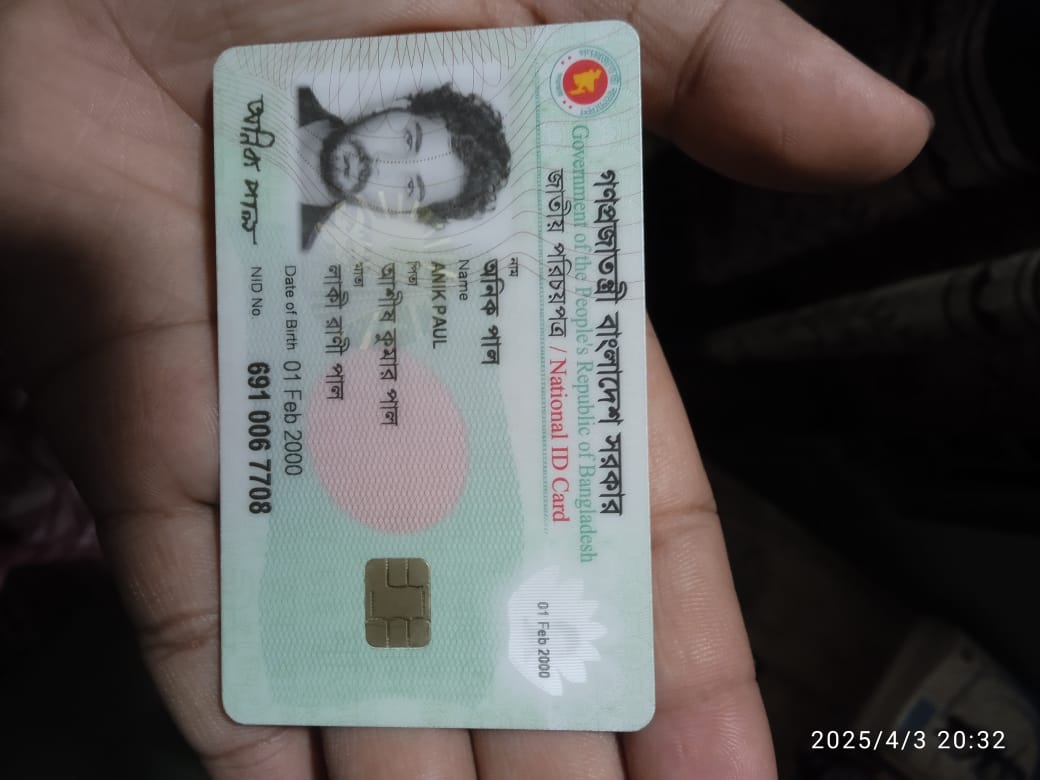 2025/4/3 20:32
গণপ্রজাতন্ত্রী বাংলাদেশ সরকার
Government of the People's Republic of Bangladesh
জাতীয় পরিচয়পত্র / National ID Card
01 Feb 2000
নাম
অনিক পাল
Name
ANIK PAUL
পিতা
আশীষ কুমার পাল
মাতা
লাকী রাণী পাল
Date of Birth 01 Feb 2000
NID No. 691 006 7708
অনিক পাল